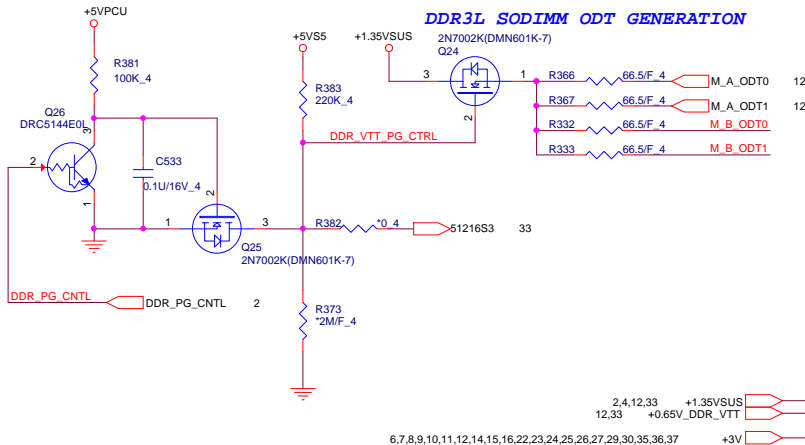 DDR3L SODIMM ODT GENERATION
+5VPCU
+5VS5
+1.35VSUS
2N7002K(DMN601K-7)
Q24
R381
100K_4
3
1
2
R366
66.5/F_4
M_A_ODT0
12
R383
220K_4
R367
66.5/F_4
M_A_ODT1
12
Q26
DRC5144E0L
3
DDR_VTT_PG_CTRL
R332
66.5/F_4
M_B_ODT0
R333
66.5/F_4
M_B_ODT1
2
C533
0.1U/16V_4
2
1
1
3
R382
*0_4
51216S3
33
Q25
2N7002K(DMN601K-7)
DDR_PG_CNTL
DDR_PG_CNTL
2
R373
*2M/F_4
2,4,12,33
+1.35VSUS
12,33
+0.65V_DDR_VTT
6,7,8,9,10,11,12,14,15,16,22,23,24,25,26,27,29,30,35,36,37
+3V